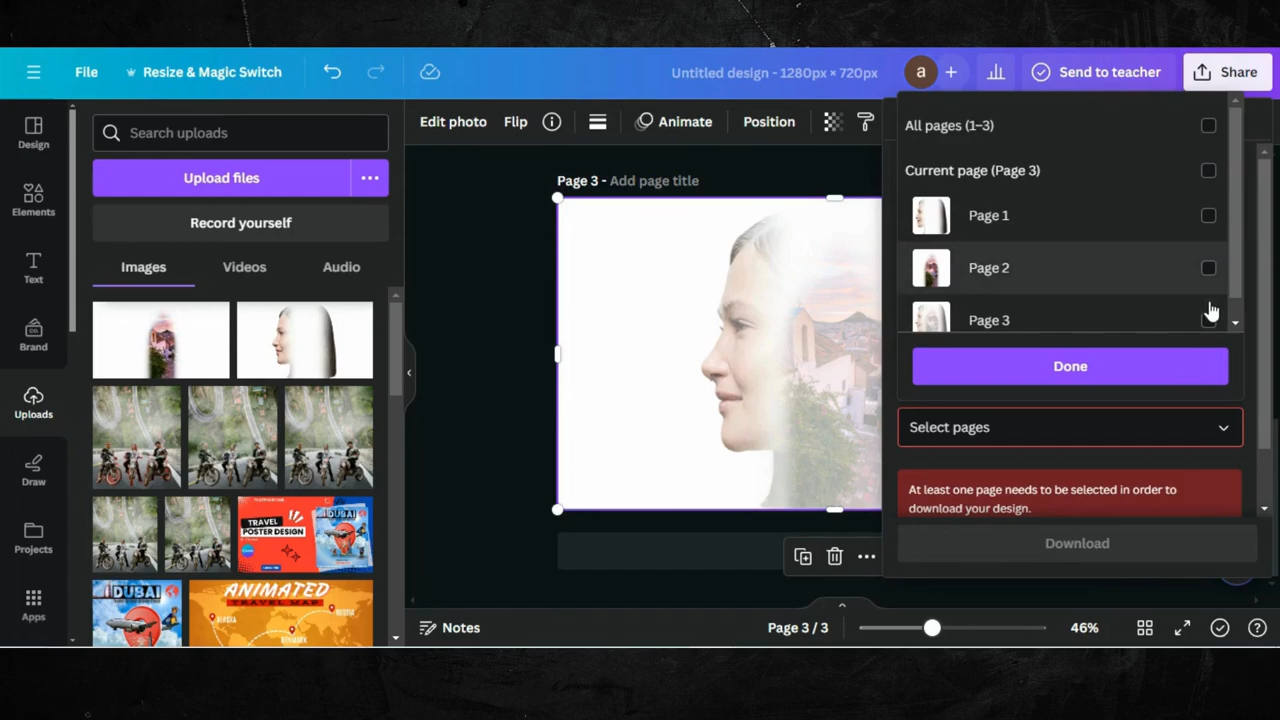 File
Resize & Magic Switch
Untitled design - 1280px × 720px
a
Send to teacher
Share
Design
Elements
Text
Brand
Uploads
Draw
Projects
Apps
Search uploads
Upload files
Record yourself
Images
Videos
Audio
TRAVEL
POSTER DESIGN
DUBAI
DUBAI
ANIMATED
TRAVEL MAP
ALASKA
RUSSIA
DENMARK
Edit photo
Flip
Animate
Position
Page 3 - Add page title
All pages (1–3)
Current page (Page 3)
Page 1
Page 2
Page 3
Done
Select pages
At least one page needs to be selected in order to
download your design.
Download
Notes
Page 3 / 3
46%